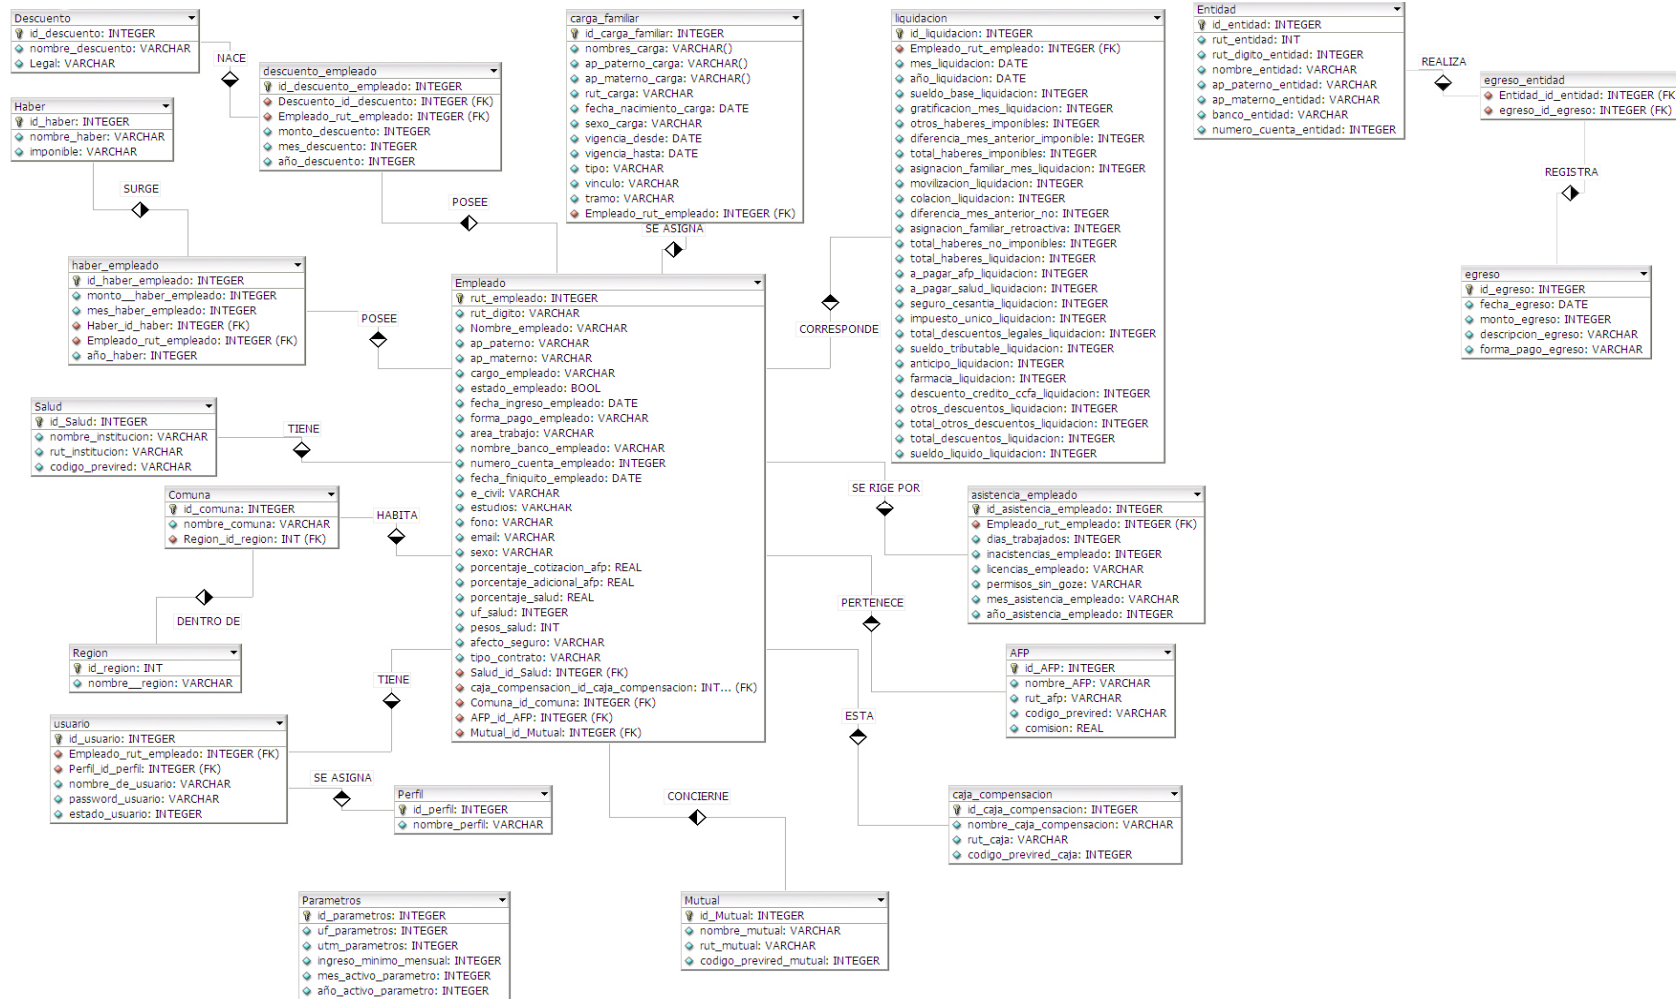 Descuento
id_descuento: INTEGER
nombre_descuento: VARCHAR
Legal: VARCHAR
NACE
descuento_empleado
id_descuento_empleado: INTEGER
Descuento_id_descuento: INTEGER (FK)
Empleado_rut_empleado: INTEGER (FK)
monto_descuento: INTEGER
mes_descuento: INTEGER
año_descuento: INTEGER
Haber
id_haber: INTEGER
nombre_haber: VARCHAR
imponible: VARCHAR
SURGE
POSEE
haber_empleado
id_haber_empleado: INTEGER
monto__haber_empleado: INTEGER
mes_haber_empleado: INTEGER
Haber_id_haber: INTEGER (FK)
Empleado_rut_empleado: INTEGER (FK)
año_haber: INTEGER
POSEE
carga_familiar
id_carga_familiar: INTEGER
nombres_carga: VARCHAR()
ap_paterno_carga: VARCHAR()
ap_materno_carga: VARCHAR()
rut_carga: VARCHAR
fecha_nacimiento_carga: DATE
sexo_carga: VARCHAR
vigencia_desde: DATE
vigencia_hasta: DATE
tipo: VARCHAR
vinculo: VARCHAR
tramo: VARCHAR
Empleado_rut_empleado: INTEGER (FK)
SE ASIGNA
liquidacion
id_liquidacion: INTEGER
Empleado_rut_empleado: INTEGER (FK)
mes_liquidacion: DATE
año_liquidacion: DATE
sueldo_base_liquidacion: INTEGER
gratificacion_mes_liquidacion: INTEGER
otros_haberes_imponibles: INTEGER
diferencia_mes_anterior_imponible: INTEGER
total_haberes_imponibles: INTEGER
asignacion_familiar_mes_liquidacion: INTEGER
movilizacion_liquidacion: INTEGER
colacion_liquidacion: INTEGER
diferencia_mes_anterior_no: INTEGER
asignacion_familiar_retroactiva: INTEGER
total_haberes_no_imponibles: INTEGER
total_haberes_liquidacion: INTEGER
a_pagar_afp_liquidacion: INTEGER
a_pagar_salud_liquidacion: INTEGER
seguro_cesantia_liquidacion: INTEGER
impuesto_unico_liquidacion: INTEGER
total_descuentos_legales_liquidacion: INTEGER
sueldo_tributable_liquidacion: INTEGER
anticipo_liquidacion: INTEGER
farmacia_liquidacion: INTEGER
descuento_credito_ccfa_liquidacion: INTEGER
otros_descuentos_liquidacion: INTEGER
total_otros_descuentos_liquidacion: INTEGER
total_descuentos_liquidacion: INTEGER
sueldo_liquido_liquidacion: INTEGER
CORRESPONDE
Entidad
id_entidad: INTEGER
rut_entidad: INT
rut_digito_entidad: INTEGER
nombre_entidad: VARCHAR
ap_paterno_entidad: VARCHAR
ap_materno_entidad: VARCHAR
banco_entidad: VARCHAR
numero_cuenta_entidad: INTEGER
REALIZA
egreso_entidad
Entidad_id_entidad: INTEGER (FK
egreso_id_egreso: INTEGER (FK)
REGISTRA
egreso
id_egreso: INTEGER
fecha_egreso: DATE
monto_egreso: INTEGER
descripcion_egreso: VARCHAR
forma_pago_egreso: VARCHAR
Empleado
rut_empleado: INTEGER
rut_digito: VARCHAR
Nombre_empleado: VARCHAR
ap_paterno: VARCHAR
ap_materno: VARCHAR
cargo_empleado: VARCHAR
estado_empleado: BOOL
fecha_ingreso_empleado: DATE
forma_pago_empleado: VARCHAR
area_trabajo: VARCHAR
nombre_banco_empleado: VARCHAR
numero_cuenta_empleado: INTEGER
fecha_finiquito_empleado: DATE
e_civil: VARCHAR
estudios: VARCHAR
fono: VARCHAR
email: VARCHAR
sexo: VARCHAR
porcentaje_cotizacion_afp: REAL
porcentaje_adicional_afp: REAL
porcentaje_salud: REAL
uf_salud: INTEGER
pesos_salud: INT
afecto_seguro: VARCHAR
tipo_contrato: VARCHAR
Salud_id_Salud: INTEGER (FK)
caja_compensacion_id_caja_compensacion: INT... (FK)
Comuna_id_comuna: INTEGER (FK)
AFP_id_AFP: INTEGER (FK)
Mutual_id_Mutual: INTEGER (FK)
Salud
id_Salud: INTEGER
nombre_institucion: VARCHAR
rut_institucion: VARCHAR
codigo_previred: VARCHAR
TIENE
Comuna
id_comuna: INTEGER
nombre_comuna: VARCHAR
Region_id_region: INT (FK)
HABITA
DENTRO DE
Region
id_region: INT
nombre__region: VARCHAR
TIENE
usuario
id_usuario: INTEGER
Empleado_rut_empleado: INTEGER (FK)
Perfil_id_perfil: INTEGER (FK)
nombre_de_usuario: VARCHAR
password_usuario: VARCHAR
estado_usuario: INTEGER
SE ASIGNA
Perfil
id_perfil: INTEGER
nombre_perfil: VARCHAR
SE RIGE POR
asistencia_empleado
id_asistencia_empleado: INTEGER
Empleado_rut_empleado: INTEGER (FK)
dias_trabajados: INTEGER
inacistencias_empleado: INTEGER
licencias_empleado: VARCHAR
permisos_sin_goze: VARCHAR
mes_asistencia_empleado: VARCHAR
año_asistencia_empleado: INTEGER
PERTENECE
AFP
id_AFP: INTEGER
nombre_AFP: VARCHAR
rut_afp: VARCHAR
codigo_previred: VARCHAR
comision: REAL
ESTA
caja_compensacion
id_caja_compensacion: INTEGER
nombre_caja_compensacion: VARCHAR
rut_caja: VARCHAR
codigo_previred_caja: INTEGER
CONCIERNE
Mutual
id_Mutual: INTEGER
nombre_mutual: VARCHAR
rut_mutual: VARCHAR
codigo_previred_mutual: INTEGER
Parametros
id_parametros: INTEGER
uf_parametros: INTEGER
utm_parametros: INTEGER
ingreso_minimo_mensual: INTEGER
mes_activo_parametro: INTEGER
año_activo_parametro: INTEGER